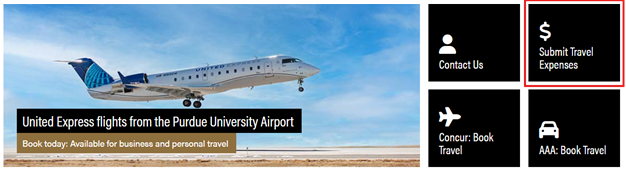 UNITED
United Express flights from the Purdue University Airport
Book today: Available for business and personal travel
Contact Us
$
Submit Travel
Expenses
Concur: Book
Travel
AAA: Book Travel